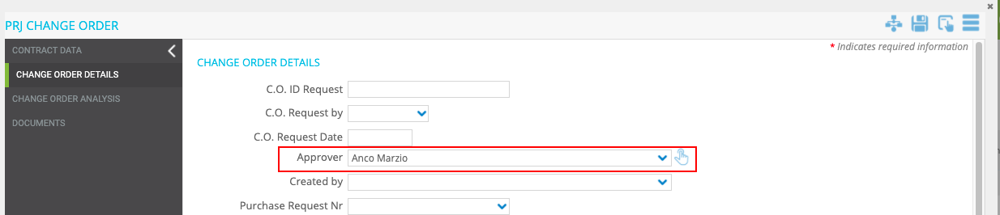 PRJ CHANGE ORDER
* Indicates required information
CONTRACT DATA
CHANGE ORDER DETAILS
CHANGE ORDER ANALYSIS
DOCUMENTS
CHANGE ORDER DETAILS
C.O. ID Request
C.O. Request by
C.O. Request Date
Approver Anco Marzio
Created by
Purchase Request Nr